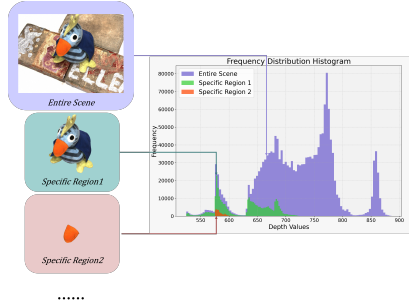 ELLE
Entire Scene
Specific Region1
Specific Region2
......
Frequency Distribution Histogram
Entire Scene
Specific Region 1
Specific Region 2
Frequency
80000
70000
60000
50000
40000
30000
20000
10000
0
550
600
650
700
750
800
850
900
Depth Values